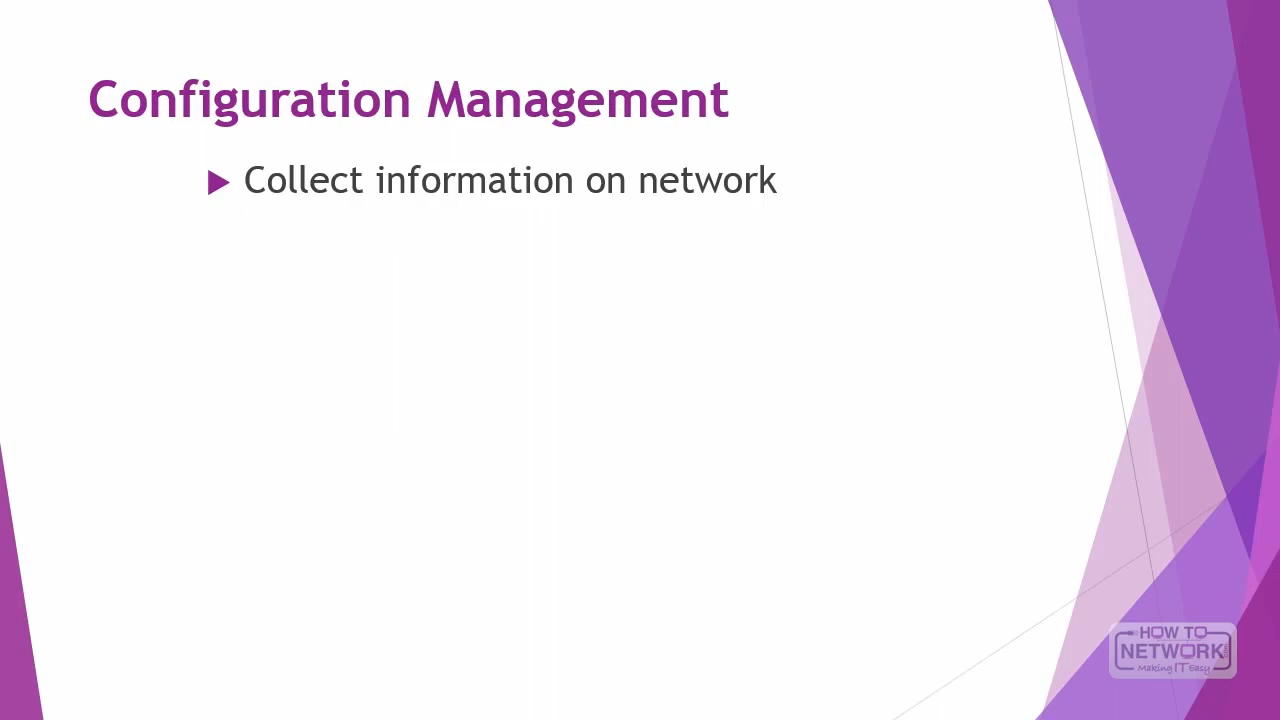 Configuration Management
Collect information on network
HOW TO
NETWORK
Making IT Easy